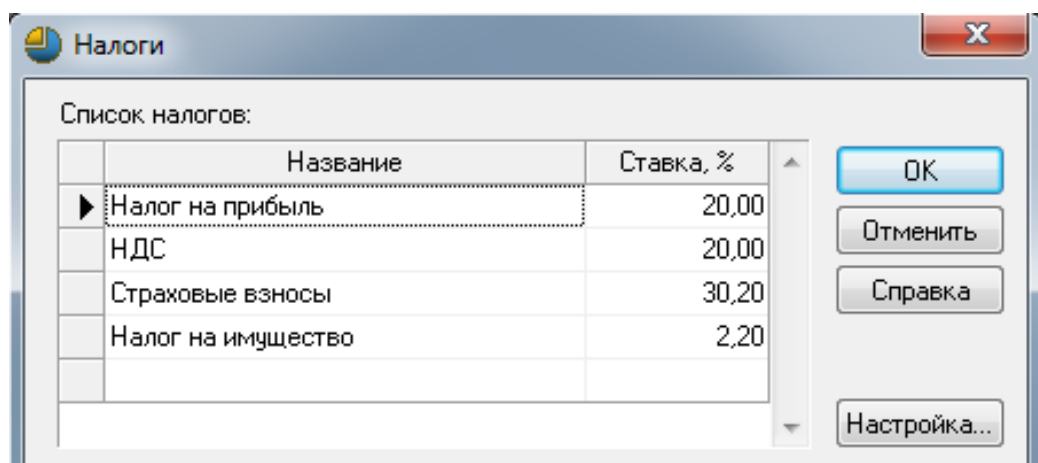 Налоги
Список налогов:
Название Ставка, %
Налог на прибыль 20,00
НДС 20,00
Страховые взносы 30,20
Налог на имущество 2,20
OK
Отменить
Справка
Настройка...